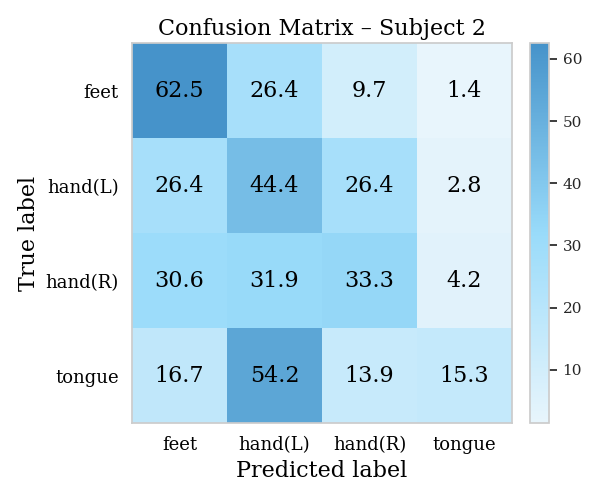 Confusion Matrix – Subject 2
True label
feet 62.5 26.4 9.7 1.4
hand(L) 26.4 44.4 26.4 2.8
hand(R) 30.6 31.9 33.3 4.2
tongue 16.7 54.2 13.9 15.3
feet hand(L) hand(R) tongue
Predicted label
60
50
40
30
20
10